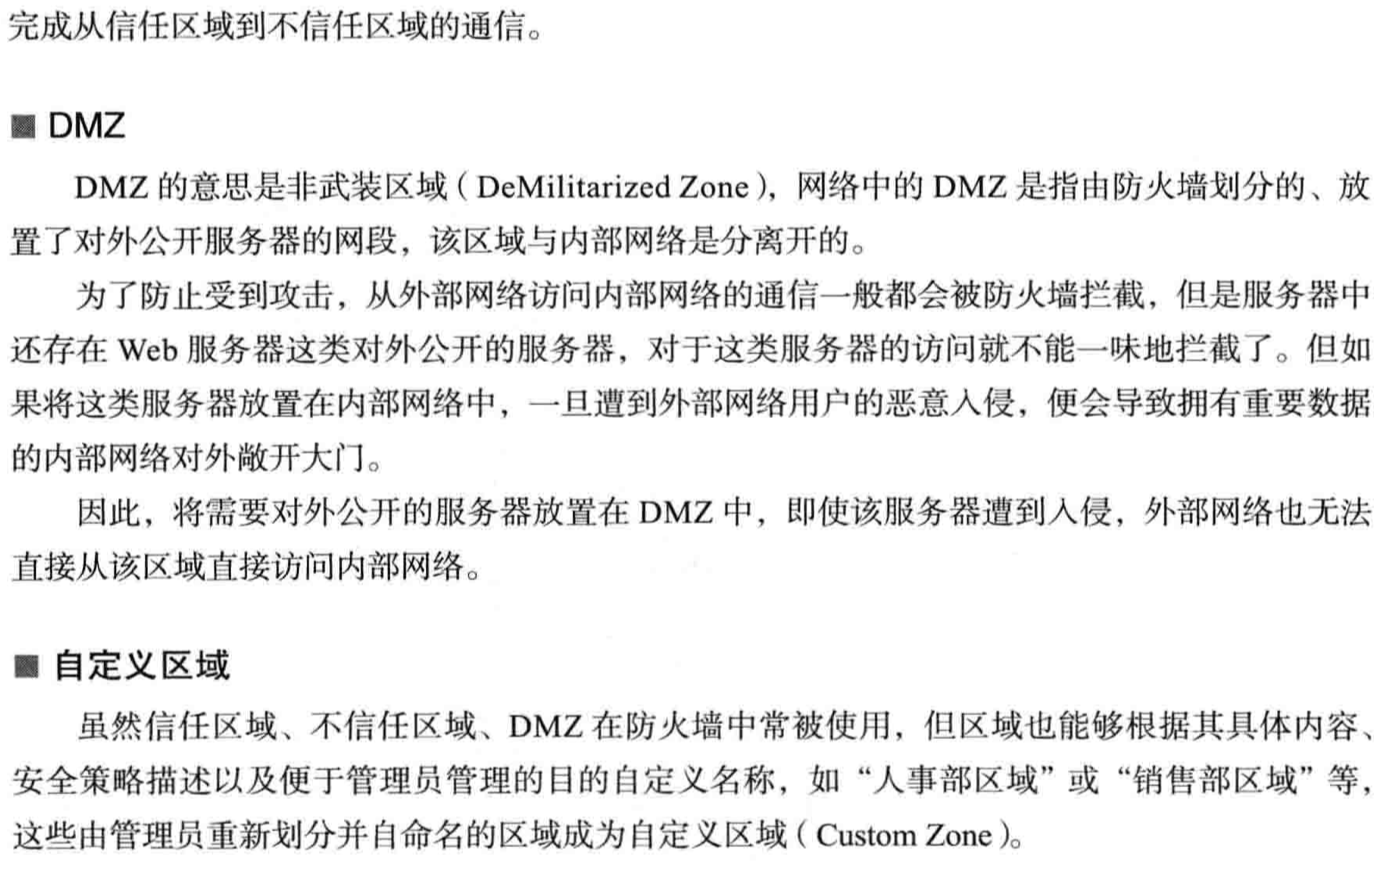 完成从信任区域到不信任区域的通信。
DMZ
DMZ 的意思是非武装区域（DeMilitarized Zone），网络中的 DMZ 是指由防火墙划分的、放
置了对外公开服务器的网段，该区域与内部网络是分离开的。
为了防止受到攻击，从外部网络访问内部网络的通信一般都会被防火墙拦截，但是服务器中
还存在 Web 服务器这类对外公开的服务器，对于这类服务器的访问就不能一味地拦截了。但如
果将这类服务器放置在内部网络中，一旦遭到外部网络用户的恶意入侵，便会导致拥有重要数据
的内部网络对外敞开大门。
因此，将需要对外公开的服务器放置在 DMZ 中，即使该服务器遭到入侵，外部网络也无法
直接从该区域直接访问内部网络。
自定义区域
虽然信任区域、不信任区域、DMZ 在防火墙中常被使用，但区域也能够根据其具体内容、
安全策略描述以及便于管理员管理的目的自定义名称，如“人事部区域”或“销售部区域”等，
这些由管理员重新划分并自命名的区域成为自定义区域（Custom Zone）。